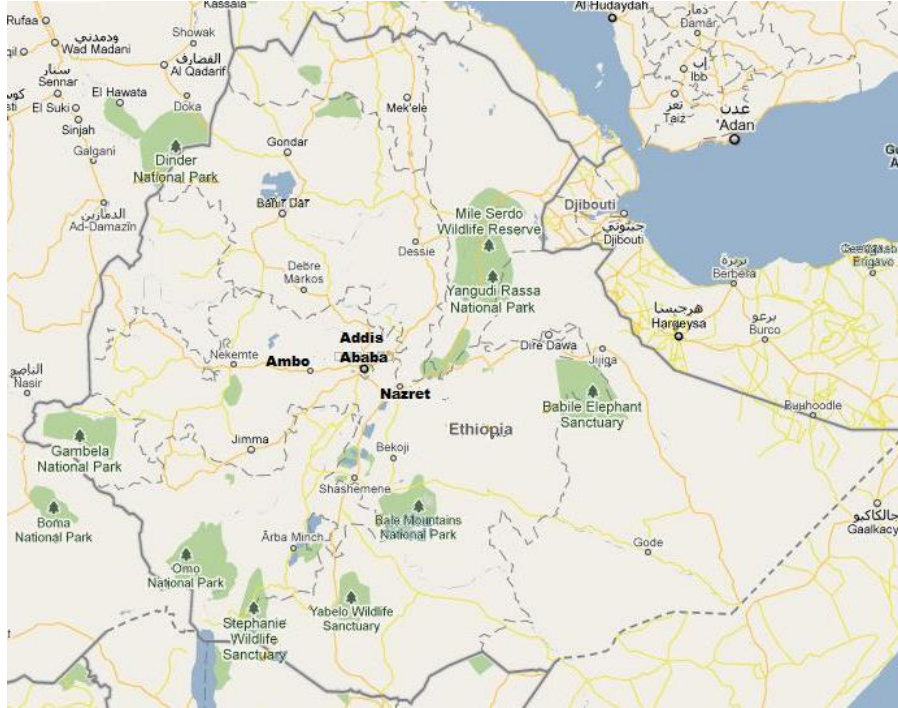 Kassala
Al Hudaydah
ذمار
Damār
Rufaa
ودمدني
Wad Madani
Showak
القضارف
Al Qadarif
إب
Ibb
سنار
Sennar
El Hawata
Doka
Mek'ele
تعز
Taiz
عدن
'Adan
El Suki
Sinjah
Galgani
Gondar
Dinder
National Park
Bahir Dar
الدمازين
Ad-Damazin
Mile Serdo
Wildlife Reserve
Djibouti
جيبوتي
Djibouti
Dessie
بربرة
Berbera
Erigavo
Debre
Markos
Yangudi Rassa
National Park
هرجيسا
Hargeysa
برعو
Burco
Addis
Ababa
Dire Dawa
Jijiga
Nekemte
Ambo
Nazret
Nasir
Babile Elephant
Sanctuary
Buuhoodle
Ethiopia
Jimma
Bekoji
Gambela
National Park
Shashemene
Boma
National Park
Bale Mountains
National Park
جالكاكيو
Gaalkacyo
Ārba Minch
Gode
Omo
National Park
Stephanie
Wildlife
Sanctuary
Yabelo Wildlife
Sanctuary